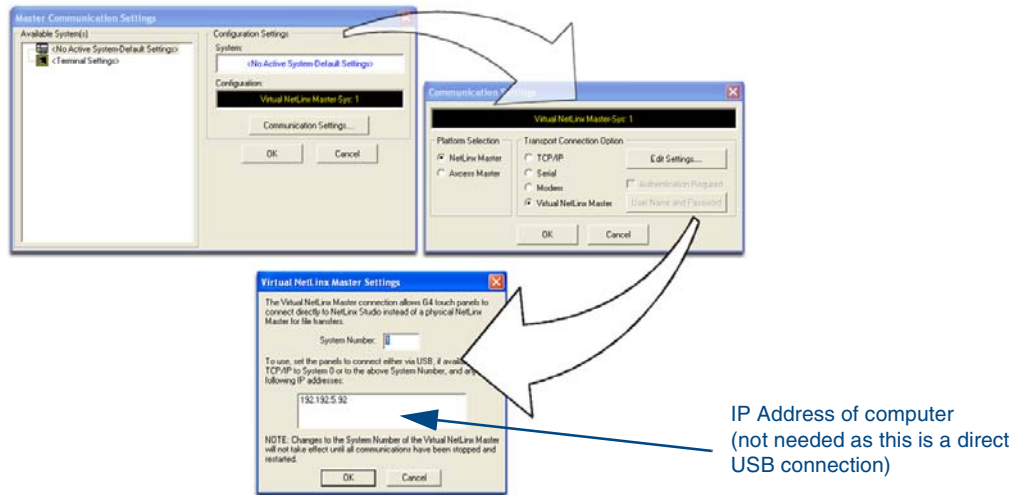 Master Communication Settings
Available System(s)
<No Active System-Default Settings>
<Terminal Settings>
Configuration Settings
System:
<No Active System-Default Settings>
Configuration:
Virtual NetLinx Master-Sys: 1
Communication Settings....
OK
Cancel
Communication
Virtual NetLinx Master-Sys: 1
Platform Selection
NetLinx Master
Axcess Master
Transport Connection Option
TCP/IP
Serial
Modem
Virtual NetLinx Master
Edit Settings....
Authentication Required
User Name and Password
OK
Cancel
Virtual NetLinx Master Settings
The Virtual NetLinx Master connection allows G4 touch panels to
connect directly to NetLinx Studio instead of a physical NetLinx
Master for file transfers.
System Number: 1
To use, set the panels to connect either via USB, if
TCP/IP to System 0 or to the above System Number, and
following IP addresses:
192.192.5.92
NOTE: Changes to the System Number of the Virtual NetLinx Master
will not take effect until all communications have been stopped and
restarted.
OK
Cancel
IP Address of computer
(not needed as this is a direct
USB connection)